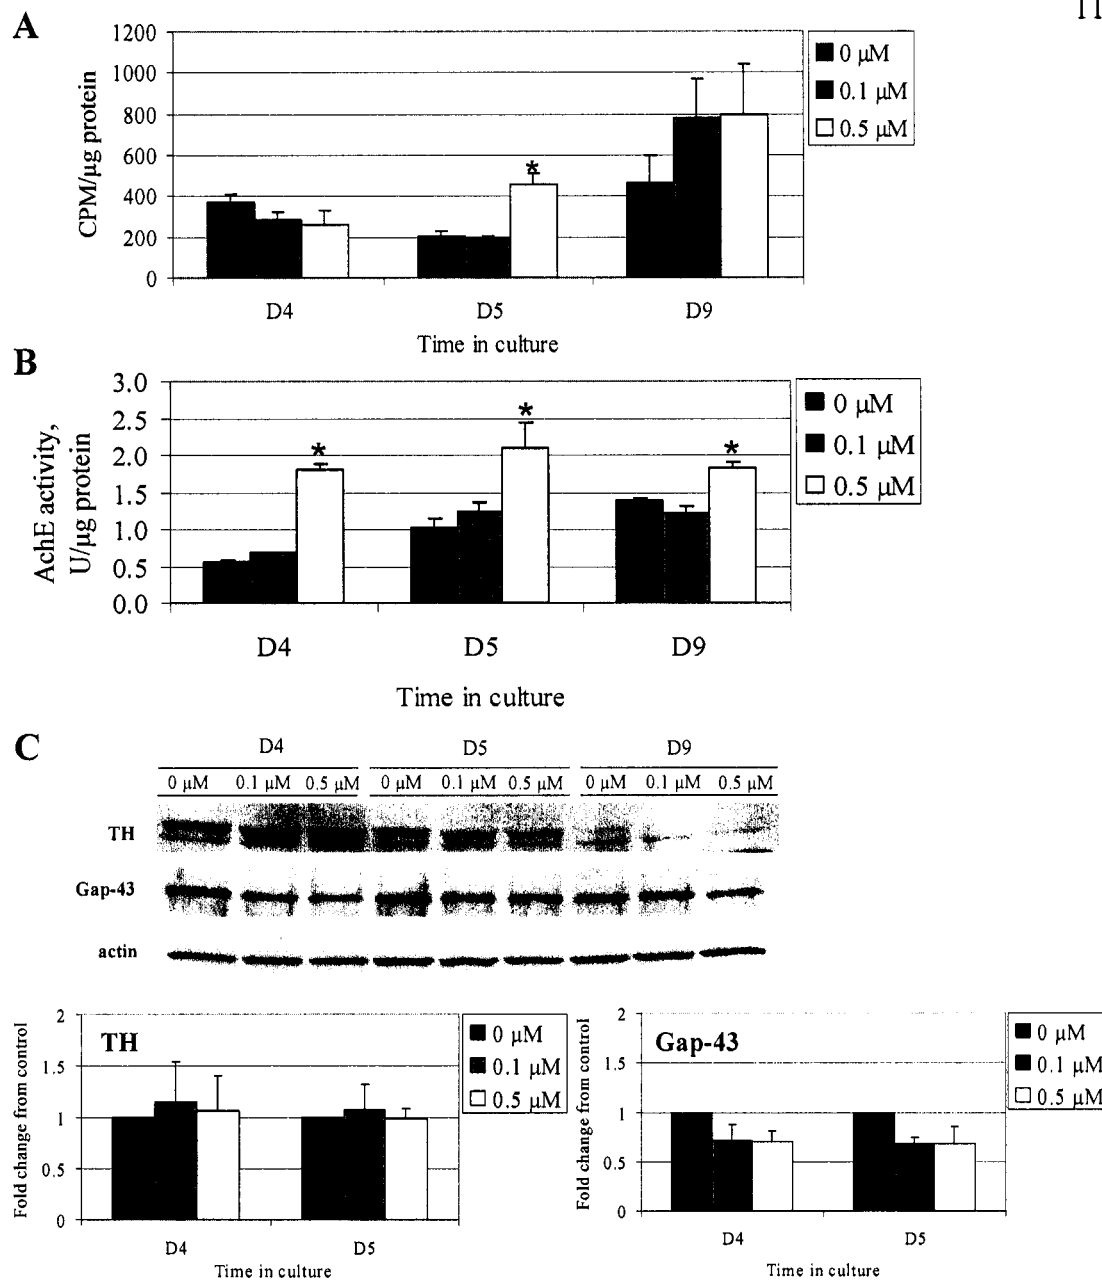 A
1200
1000
800
600
400
200
0
CPM/µg protein
*
D4 D5 D9
Time in culture
0 µM
0.1 µM
0.5 µM
B
3.0
2.5
2.0
1.5
1.0
0.5
0.0
AchE activity,
U/µg protein
* * *
D4 D5 D9
Time in culture
0 µM
0.1 µM
0.5 µM
C
D4 D5 D9
0 µM 0.1 µM 0.5 µM 0 µM 0.1 µM 0.5 µM 0 µM 0.1 µM 0.5 µM
TH
Gap-43
actin
Fold change from control
2
1.5
1
0.5
0
TH
D4 D5
Time in culture
0 µM
0.1 µM
0.5 µM
Fold change from control
2
1.5
1
0.5
0
Gap-43
D4 D5
Time in culture
0 µM
0.1 µM
0.5 µM